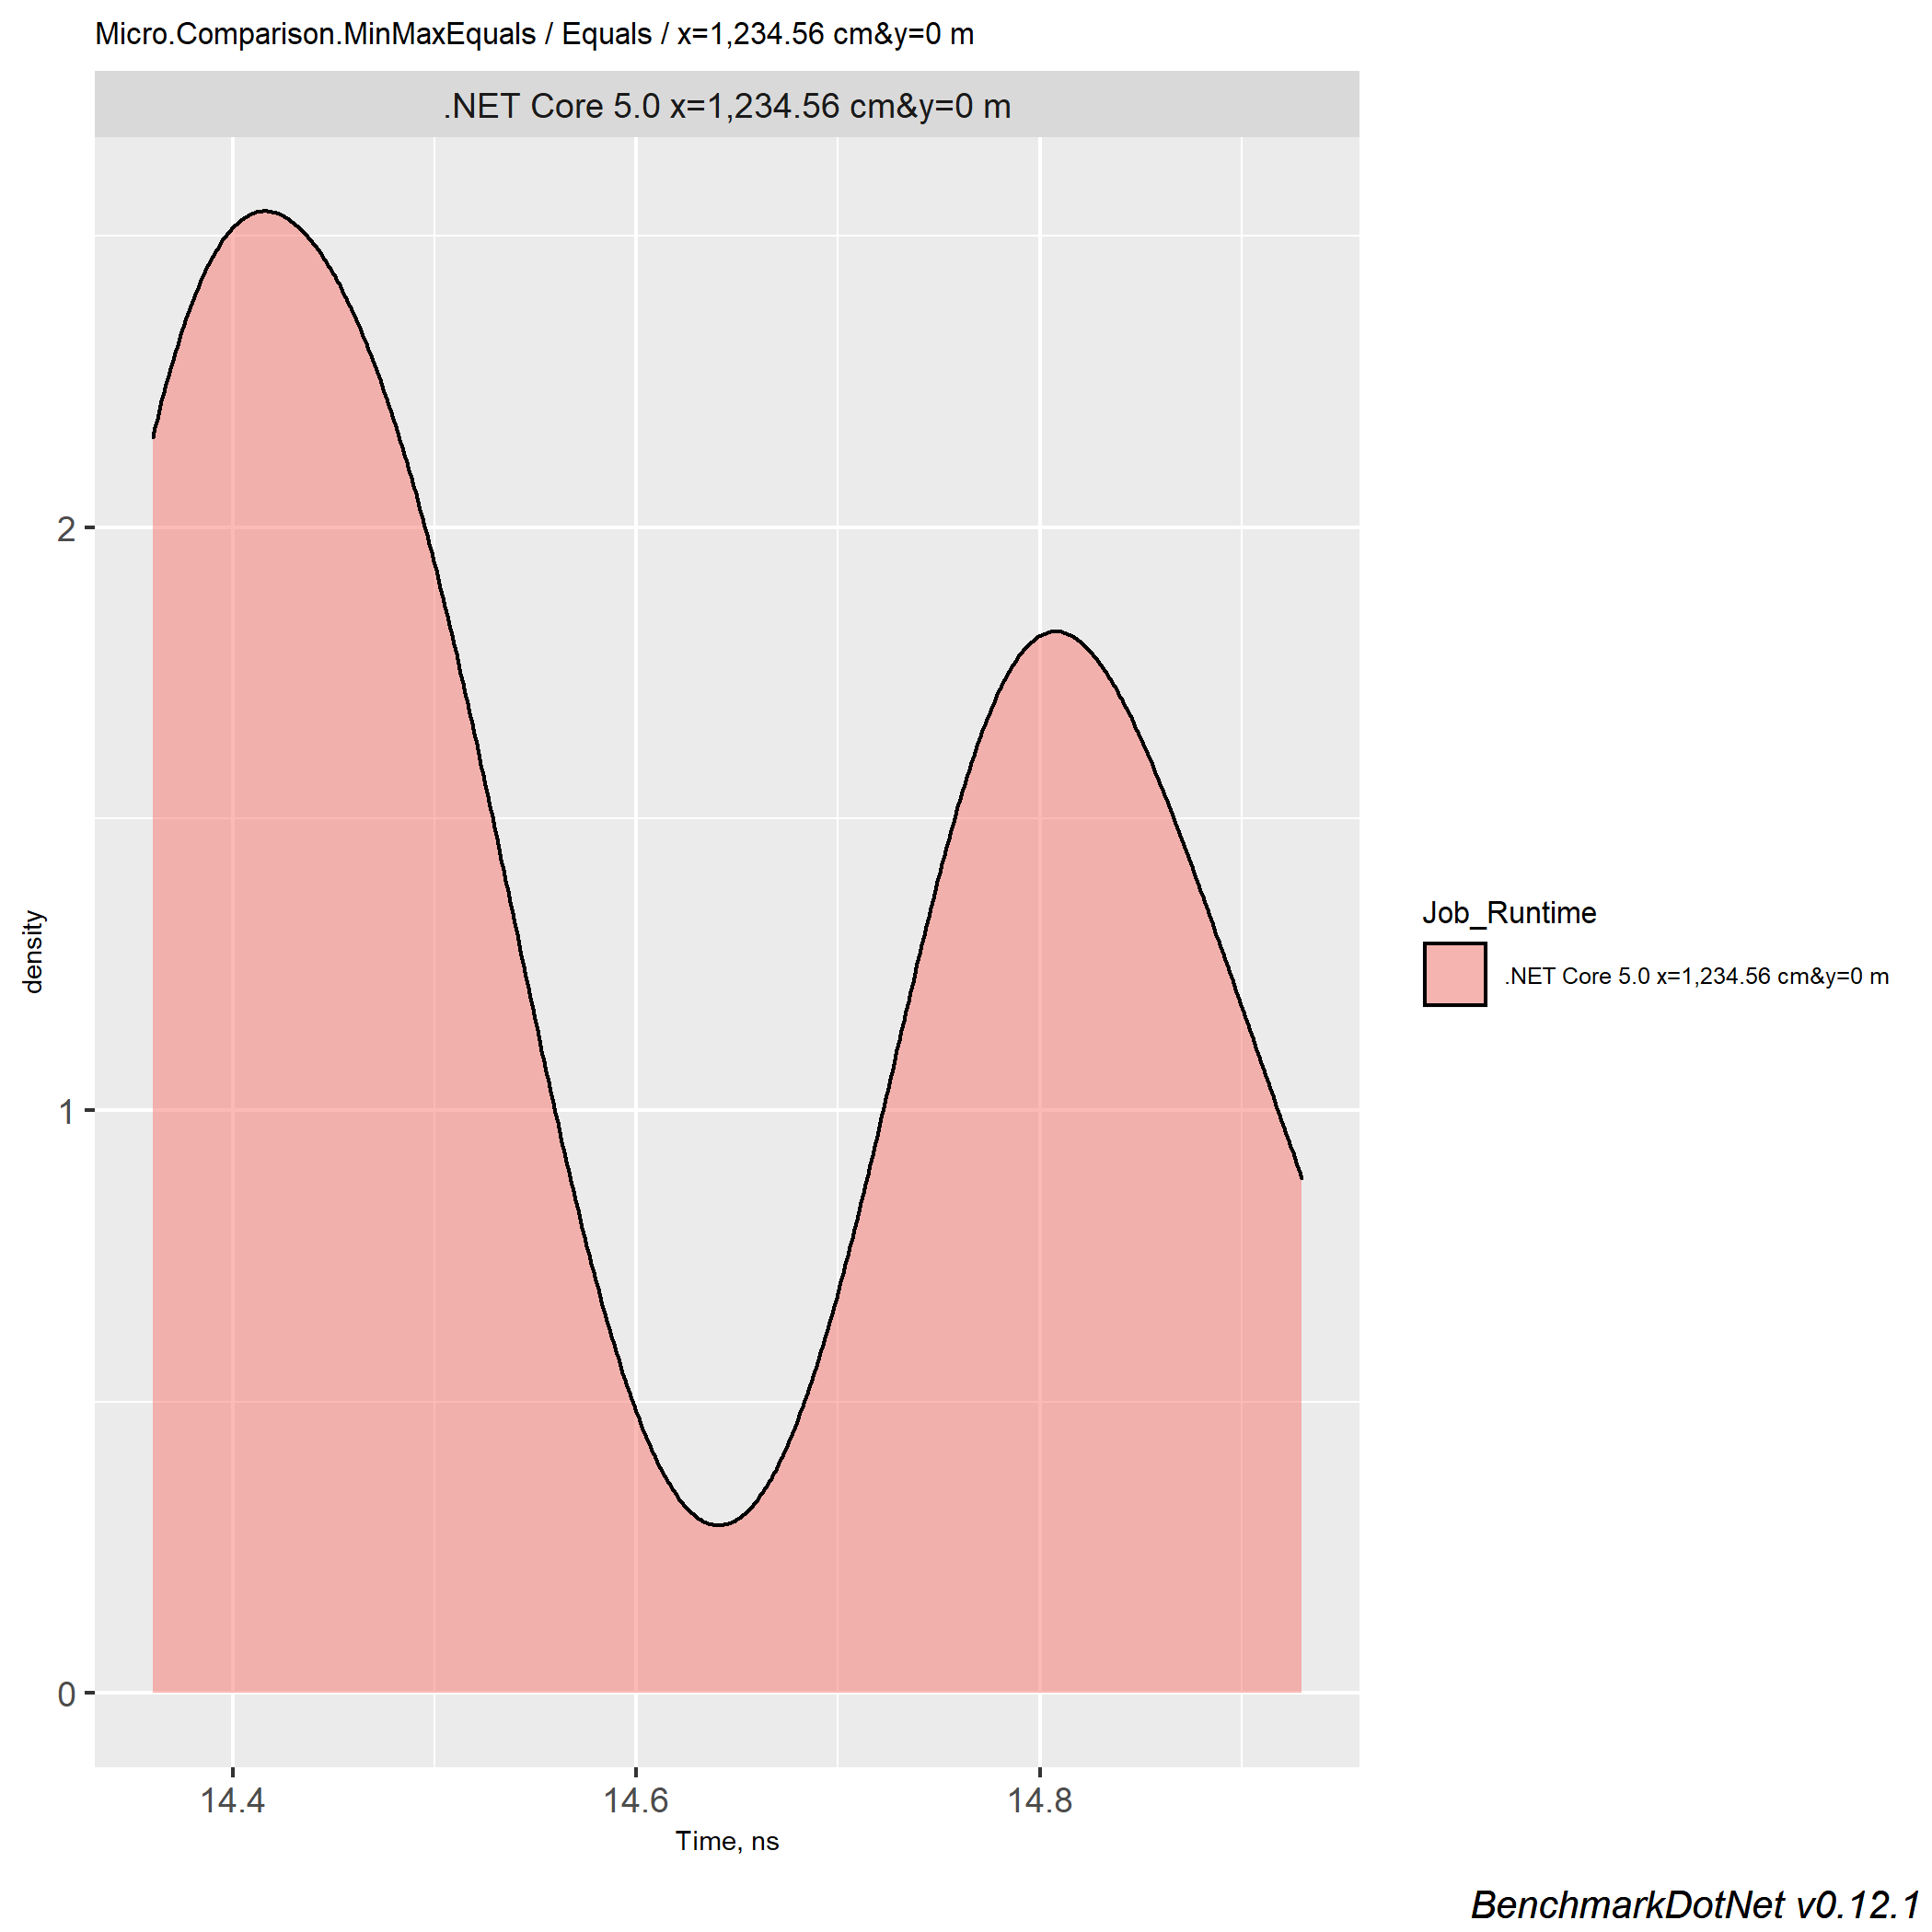 Micro.Comparison.MinMaxEquals / Equals / x=1,234.56 cm&y=0 m
.NET Core 5.0 x=1,234.56 cm&y=0 m
2
1
0
density
14.4 14.6 14.8
Time, ns
Job_Runtime
.NET Core 5.0 x=1,234.56 cm&y=0 m
BenchmarkDotNet v0.12.1